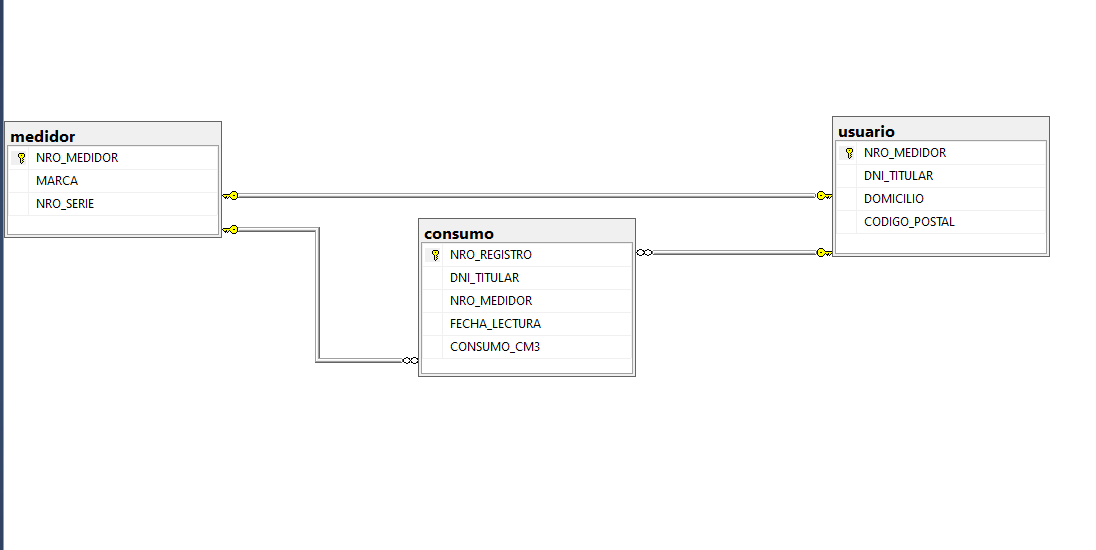 medidor
NRO_MEDIDOR
MARCA
NRO_SERIE
consumo
NRO_REGISTRO
DNI_TITULAR
NRO_MEDIDOR
FECHA_LECTURA
CONSUMO_CM3
usuario
NRO_MEDIDOR
DNI_TITULAR
DOMICILIO
CODIGO_POSTAL